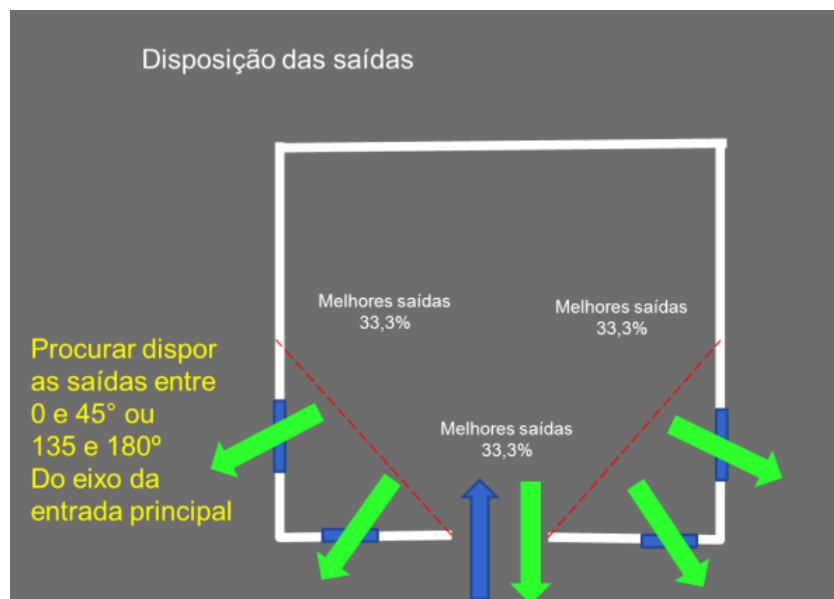 Disposição das saídas
Melhores saídas
33,3%
Melhores saídas
33,3%
Procurar dispor
as saídas entre
0 e 45° ou
135 e 180º
Do eixo da
entrada principal
Melhores saídas
33,3%